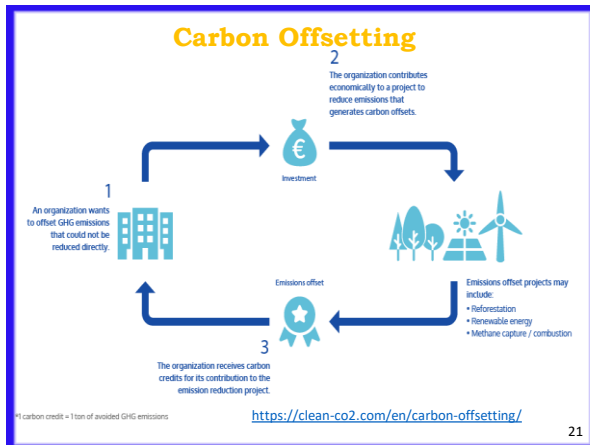 Carbon Offsetting
2
The organization contributes
economically to a project to
reduce emissions that
generates carbon offsets.
€
Investment
1
An organization wants
to offset GHG emissions
that could not be
reduced directly.
Emissions offset projects may
include:
• Reforestation
• Renewable energy
• Methane capture / combustion
Emissions offset
3
The organization receives carbon
credits for its contribution to the
emission reduction project.
*1 carbon credit = 1 ton of avoided GHG emissions
https://clean-co2.com/en/carbon-offsetting/
21